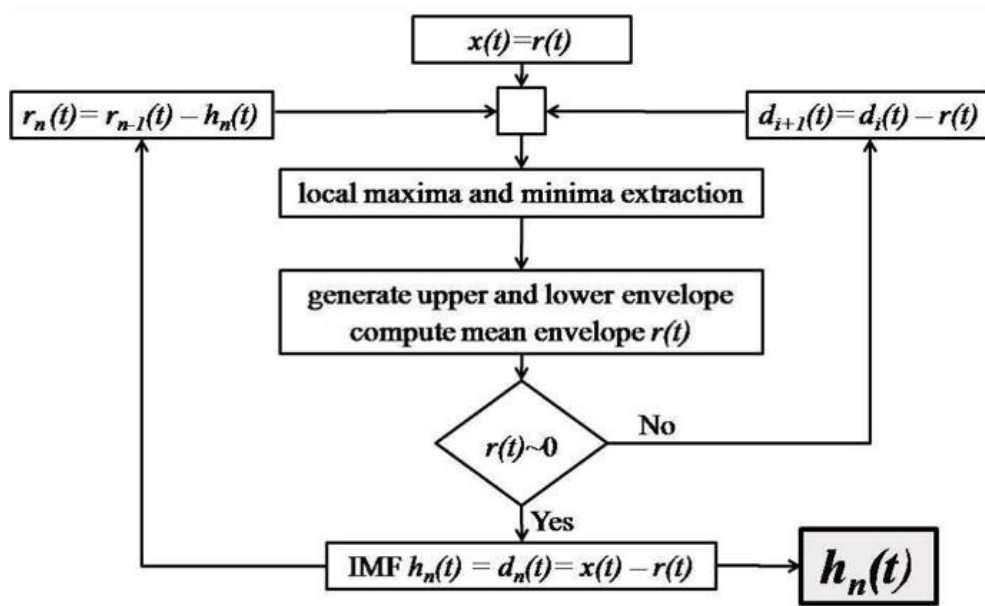 x(t)=r(t)
rₙ(t)= rₙ₋₁(t) – hₙ(t)
dᵢ₊₁(t)= dᵢ(t) – r(t)
local maxima and minima extraction
generate upper and lower envelope
compute mean envelope r(t)
r(t)~0
No
Yes
IMF hₙ(t) = dₙ(t)= x(t) – r(t)
hₙ(t)